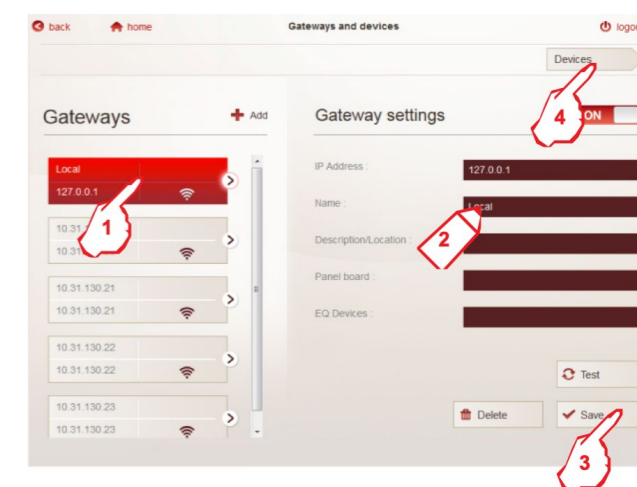 back home Gateways and devices
Devices
Gateways Add
Gateway settings
4 ON
Local
127.0.0.1
1
10.31.130.21
10.31.130.21
10.31.130.22
10.31.130.22
10.31.130.23
10.31.130.23
IP Address : 127.0.0.1
Name : Local
Description/Location :
2
Panel board :
EQ Devices :
Test
Delete Save
3